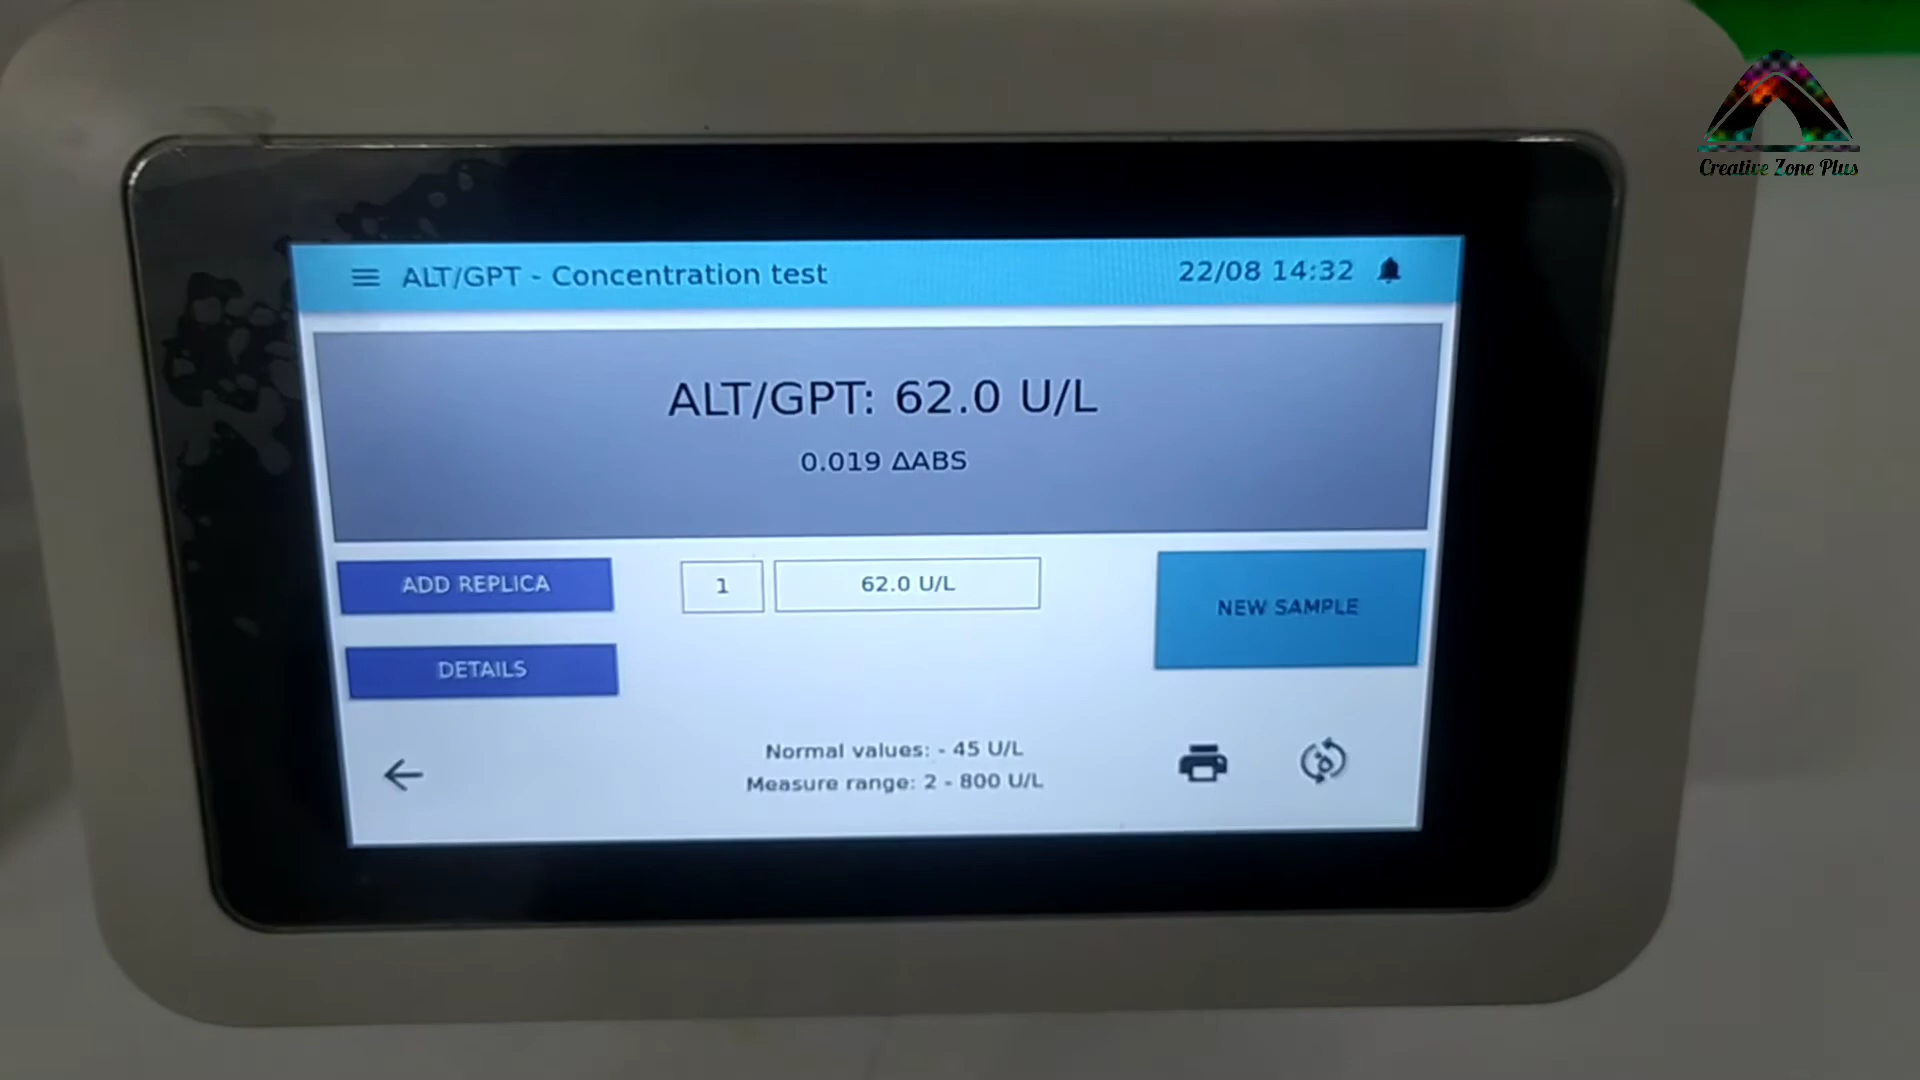 Creative Zone Plus
ALT/GPT - Concentration test
22/08 14:32
ALT/GPT: 62.0 U/L
0.019 ΔABS
ADD REPLICA
1
62.0 U/L
NEW SAMPLE
DETAILS
Normal values: - 45 U/L
Measure range: 2 - 800 U/L